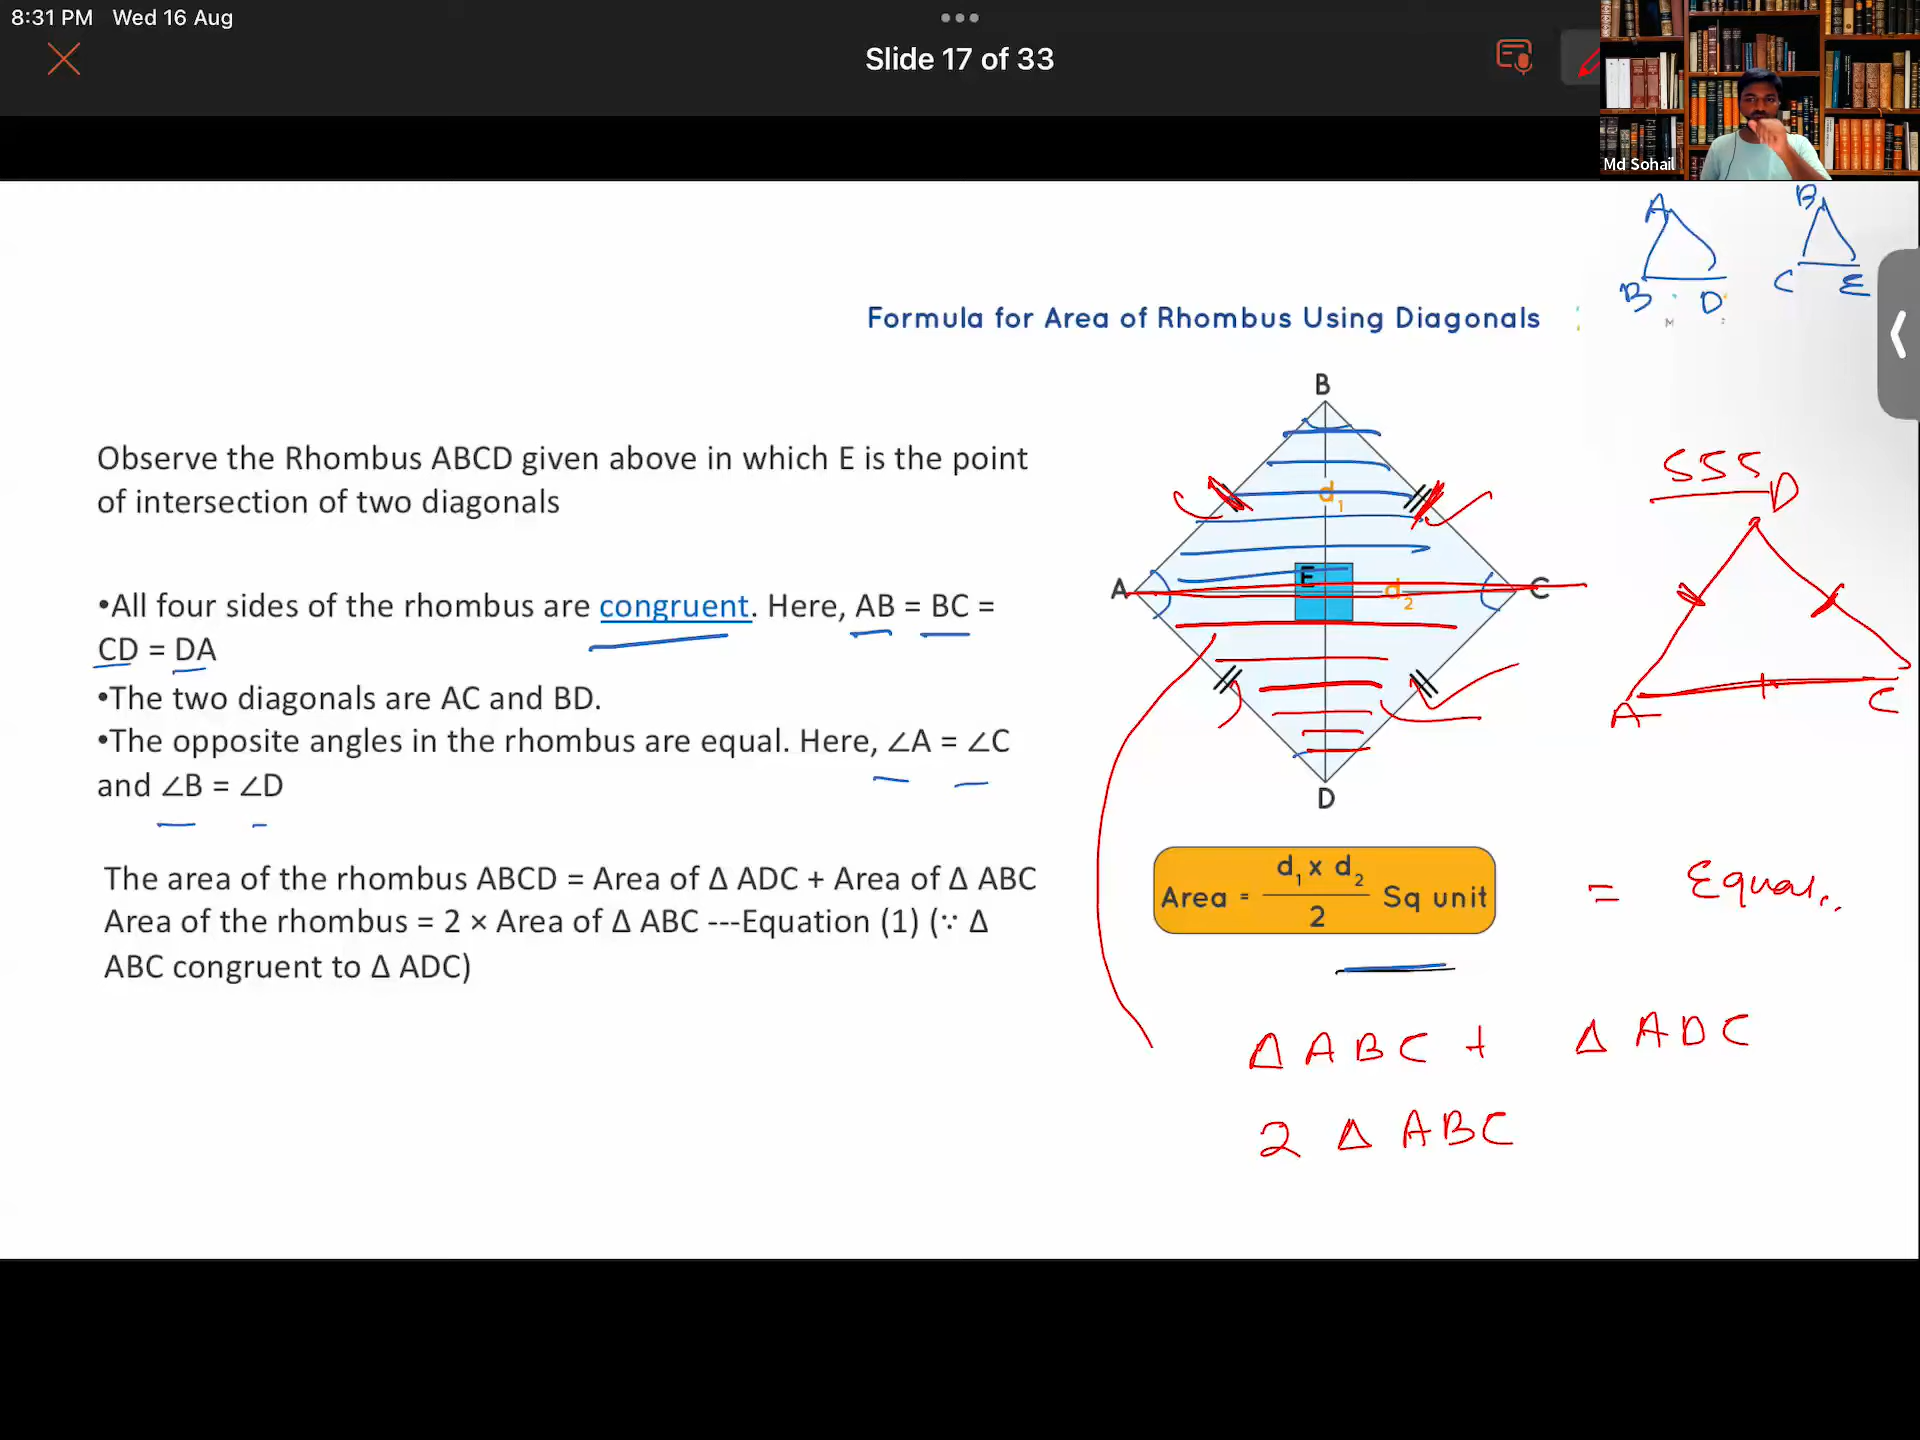 8:31 PM Wed 16 Aug
Slide 17 of 33
Md Sohail
A B
B D C E
Formula for Area of Rhombus Using Diagonals
Observe the Rhombus ABCD given above in which E is the point
of intersection of two diagonals
•All four sides of the rhombus are congruent. Here, AB = BC =
CD = DA
•The two diagonals are AC and BD.
•The opposite angles in the rhombus are equal. Here, ∠A = ∠C
and ∠B = ∠D
The area of the rhombus ABCD = Area of Δ ADC + Area of Δ ABC
Area of the rhombus = 2 × Area of Δ ABC ---Equation (1) (∵ Δ
ABC congruent to Δ ADC)
B
d₁
A E d₂ C
D
SSS
D
A C
Area = d₁ x d₂ / 2 Sq unit
= Equal..
Δ ABC + Δ ADC
2 Δ ABC